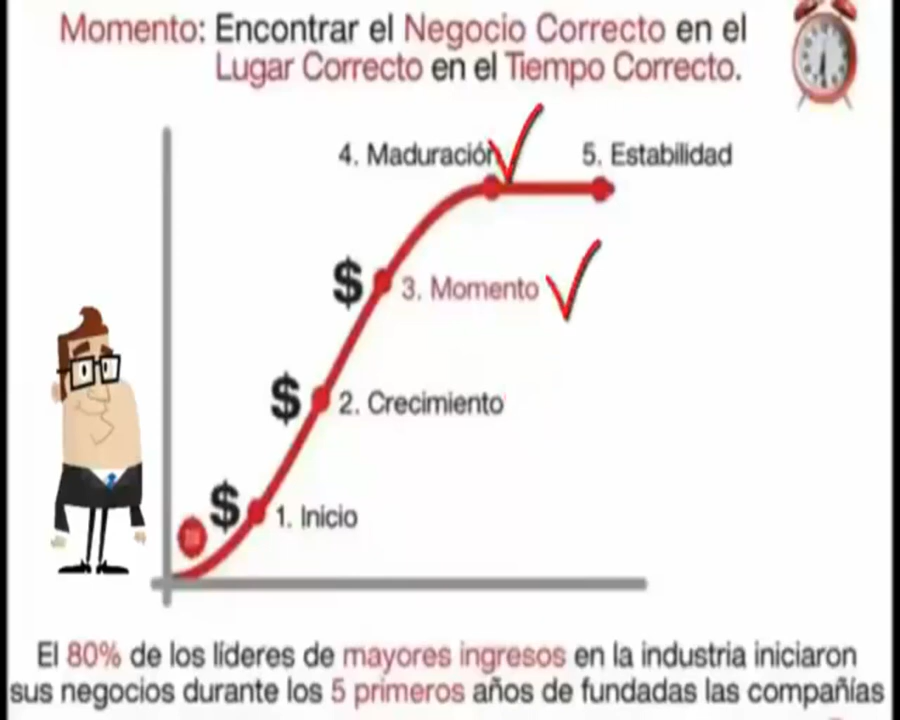 Momento: Encontrar el Negocio Correcto en el
Lugar Correcto en el Tiempo Correcto.
4. Maduración
5. Estabilidad
$
3. Momento
$
2. Crecimiento
$
1. Inicio
El 80% de los líderes de mayores ingresos en la industria iniciaron
sus negocios durante los 5 primeros años de fundadas las compañías